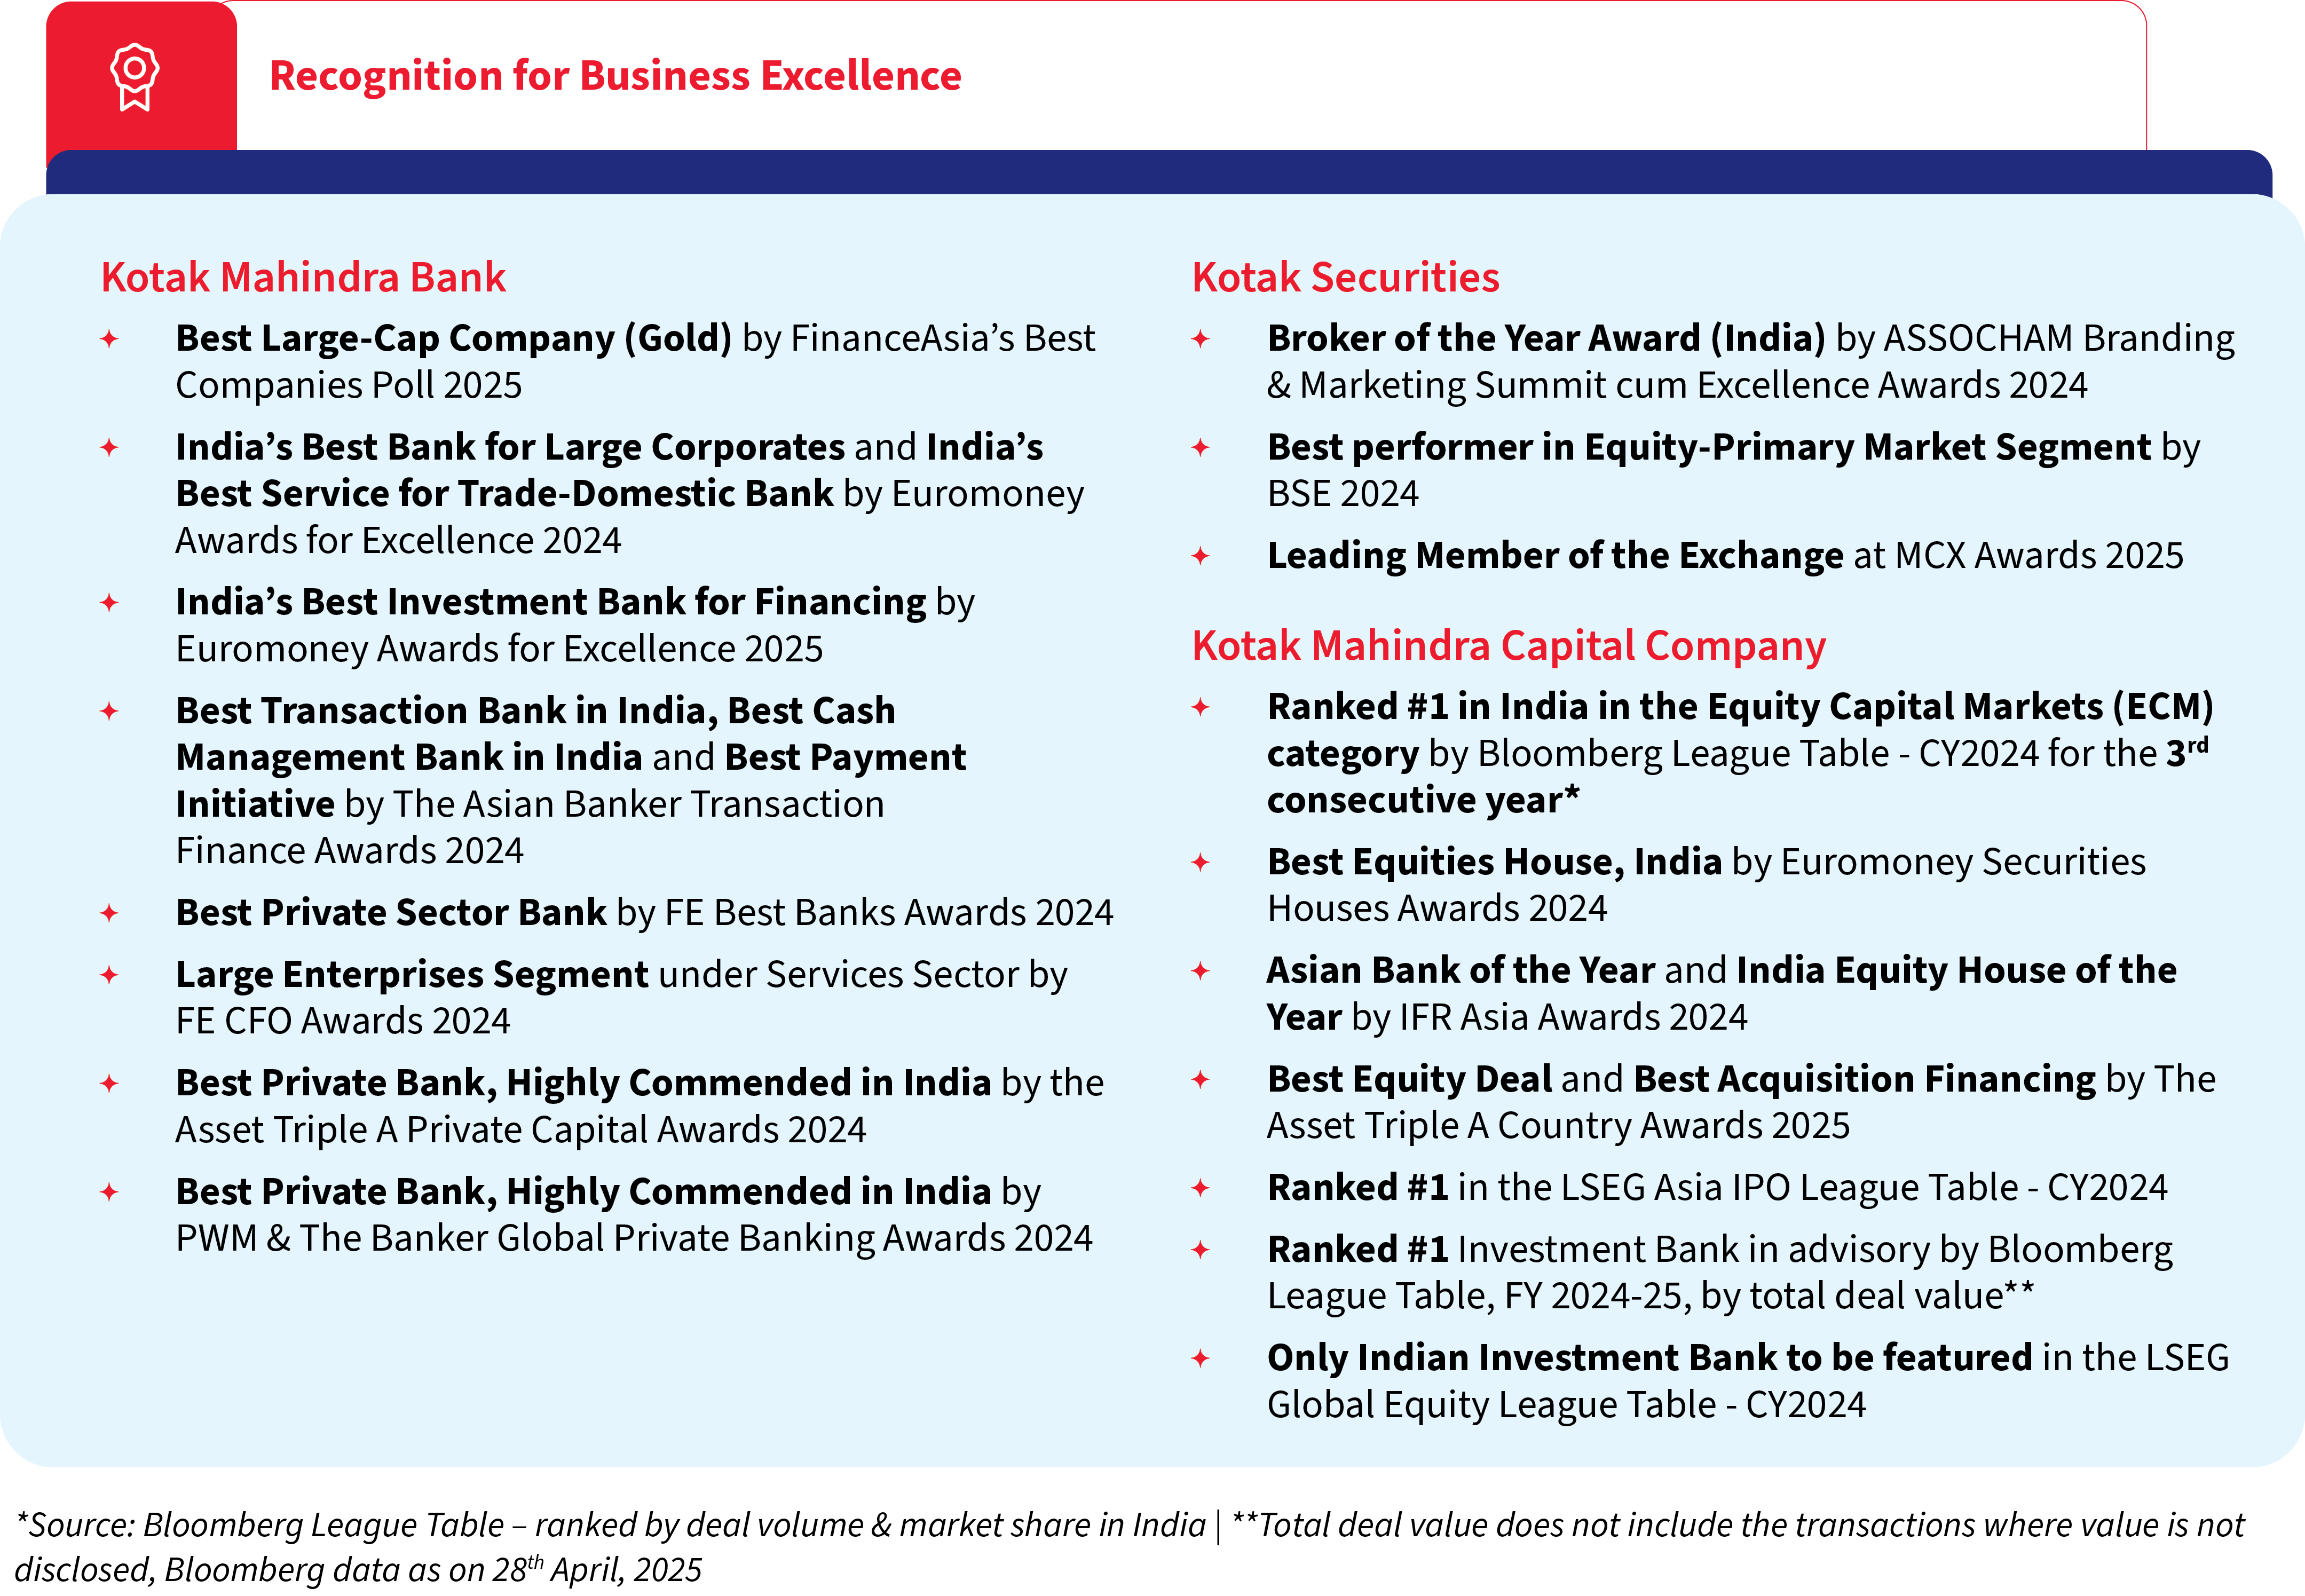 Recognition for Business Excellence
Kotak Mahindra Bank
Best Large-Cap Company (Gold) by FinanceAsia’s Best
Companies Poll 2025
India’s Best Bank for Large Corporates and India’s
Best Service for Trade-Domestic Bank by Euromoney
Awards for Excellence 2024
India’s Best Investment Bank for Financing by
Euromoney Awards for Excellence 2025
Best Transaction Bank in India, Best Cash
Management Bank in India and Best Payment
Initiative by The Asian Banker Transaction
Finance Awards 2024
Best Private Sector Bank by FE Best Banks Awards 2024
Large Enterprises Segment under Services Sector by
FE CFO Awards 2024
Best Private Bank, Highly Commended in India by the
Asset Triple A Private Capital Awards 2024
Best Private Bank, Highly Commended in India by
PWM & The Banker Global Private Banking Awards 2024
Kotak Securities
Broker of the Year Award (India) by ASSOCHAM Branding
& Marketing Summit cum Excellence Awards 2024
Best performer in Equity-Primary Market Segment by
BSE 2024
Leading Member of the Exchange at MCX Awards 2025
Kotak Mahindra Capital Company
Ranked #1 in India in the Equity Capital Markets (ECM)
category by Bloomberg League Table - CY2024 for the 3rd
consecutive year*
Best Equities House, India by Euromoney Securities
Houses Awards 2024
Asian Bank of the Year and India Equity House of the
Year by IFR Asia Awards 2024
Best Equity Deal and Best Acquisition Financing by The
Asset Triple A Country Awards 2025
Ranked #1 in the LSEG Asia IPO League Table - CY2024
Ranked #1 Investment Bank in advisory by Bloomberg
League Table, FY 2024-25, by total deal value**
Only Indian Investment Bank to be featured in the LSEG
Global Equity League Table - CY2024
*Source: Bloomberg League Table – ranked by deal volume & market share in India | **Total deal value does not include the transactions where value is not
disclosed, Bloomberg data as on 28th April, 2025